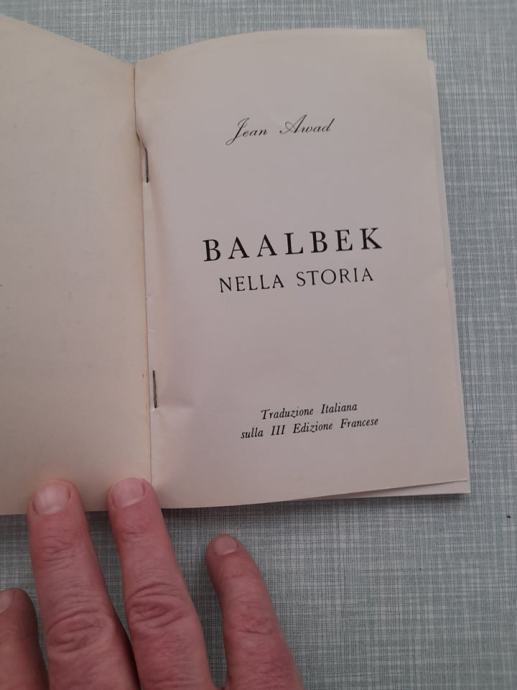 Jean Awad
BAALBEK
NELLA STORIA
Traduzione Italiana
sulla III Edizione Francese